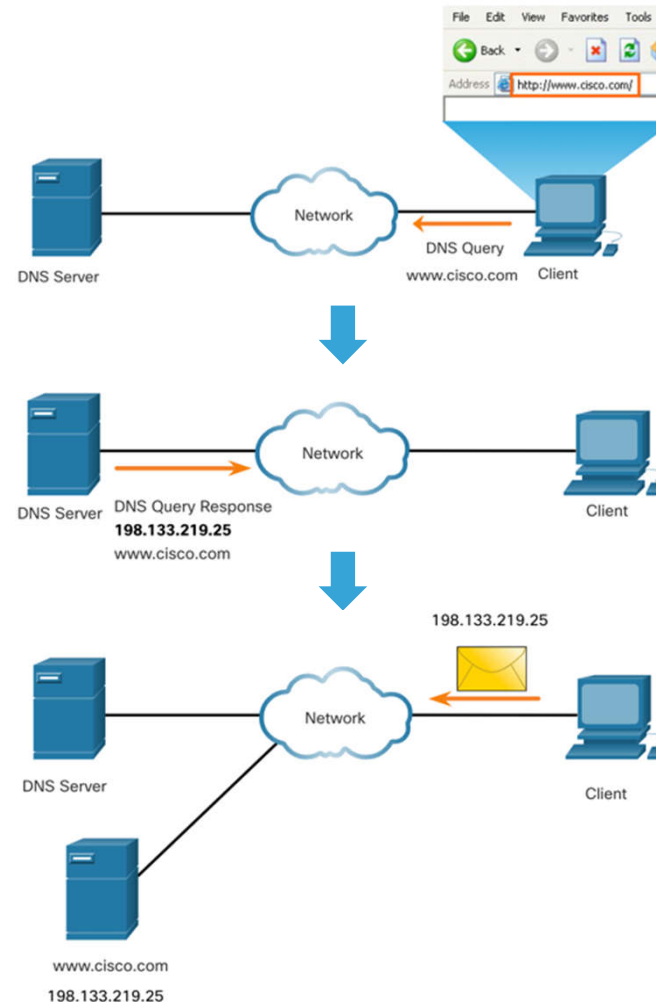 File Edit View Favorites Tools
Back
Address http://www.cisco.com/
Network
DNS Query
www.cisco.com
Client
DNS Server
Network
DNS Server
DNS Query Response
198.133.219.25
www.cisco.com
Client
198.133.219.25
Network
DNS Server
Client
www.cisco.com
198.133.219.25